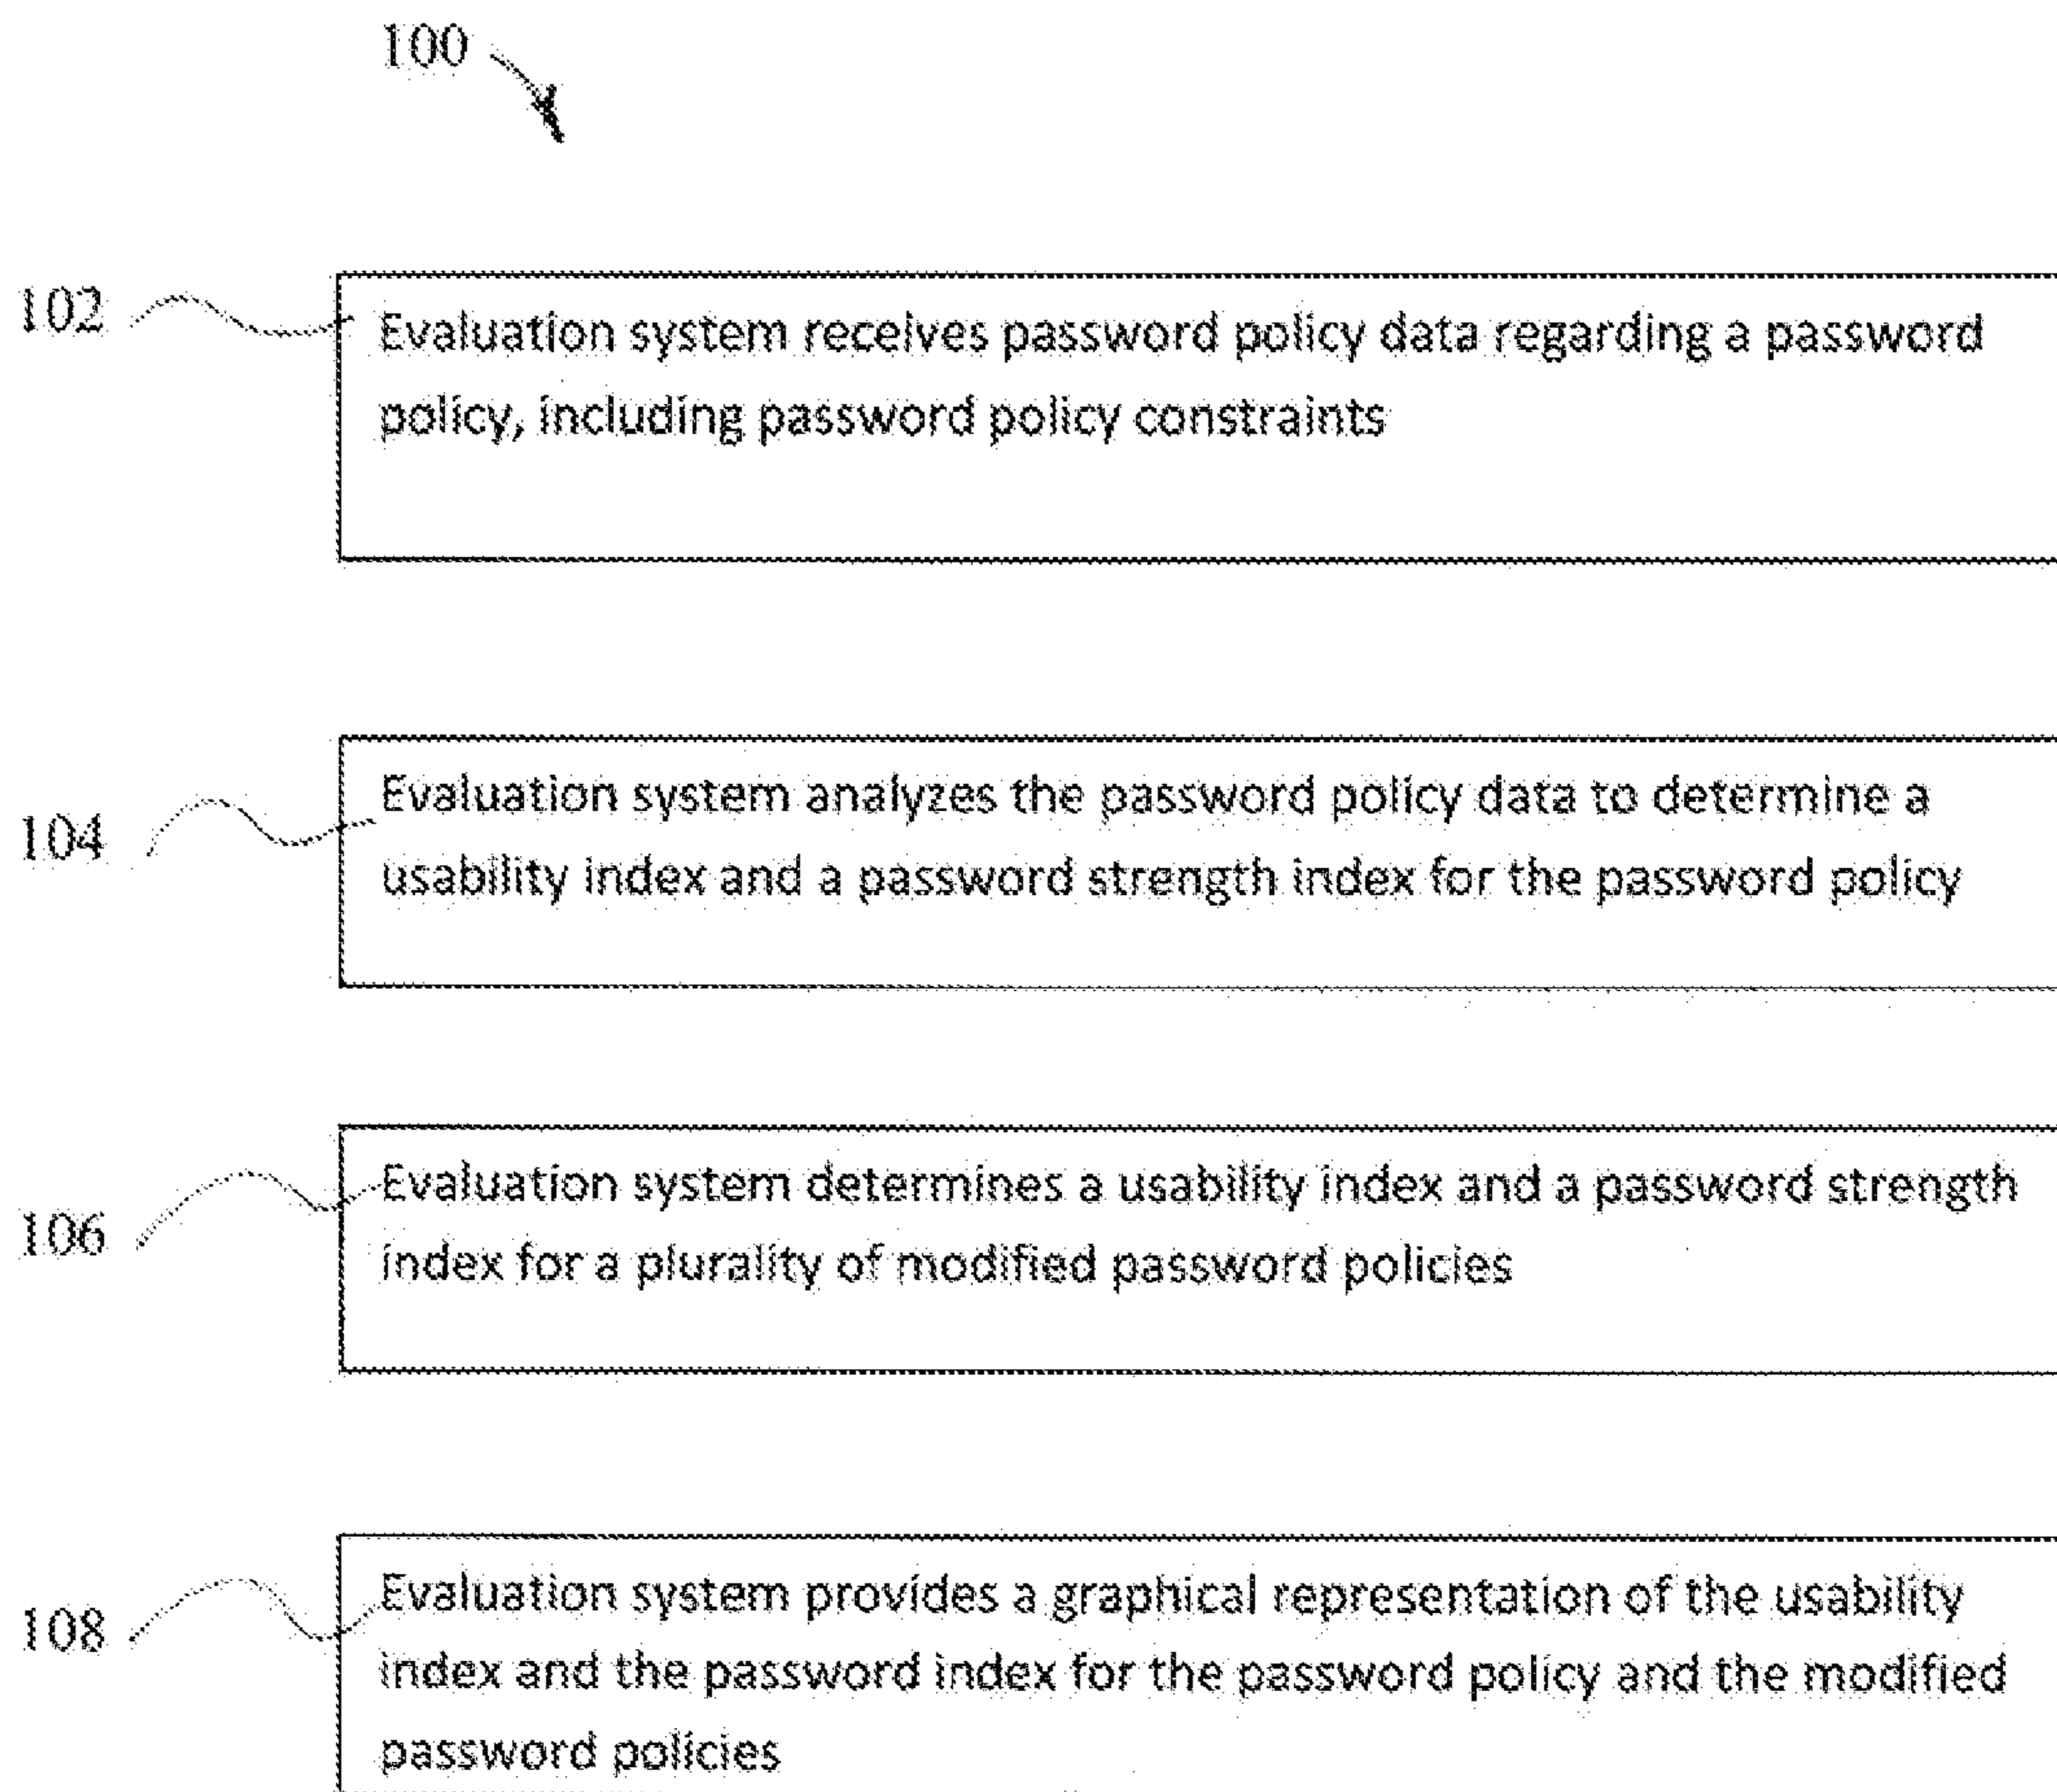 100
102
Evaluation system receives password policy data regarding a password
policy, including password policy constraints
104
Evaluation system analyzes the password policy data to determine a
usability index and a password strength index for the password policy
106
Evaluation system determines a usability index and a password strength
index for a plurality of modified password policies
108
Evaluation system provides a graphical representation of the usability
index and the password index for the password policy and the modified
password policies